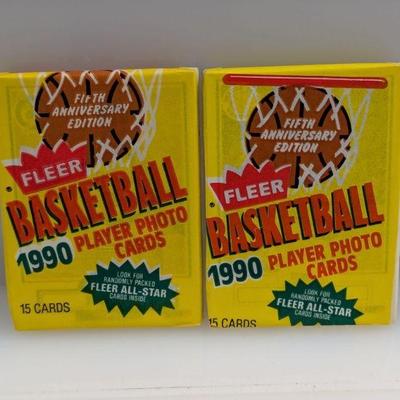 FIFTH
ANNIVERSARY
EDITION
FLEER
BASKETBALL
1990 PLAYER PHOTO
CARDS
LOOK FOR
RANDOMLY PACKED
FLEER ALL-STAR
CARDS INSIDE
15 CARDS
FIFTH
ANNIVERSARY
EDITION
FLEER
BASKETBALL
1990 PLAYER PHOTO
CARDS
LOOK FOR
RANDOMLY PACKED
FLEER ALL-STAR
CARDS INSIDE
15 CARDS